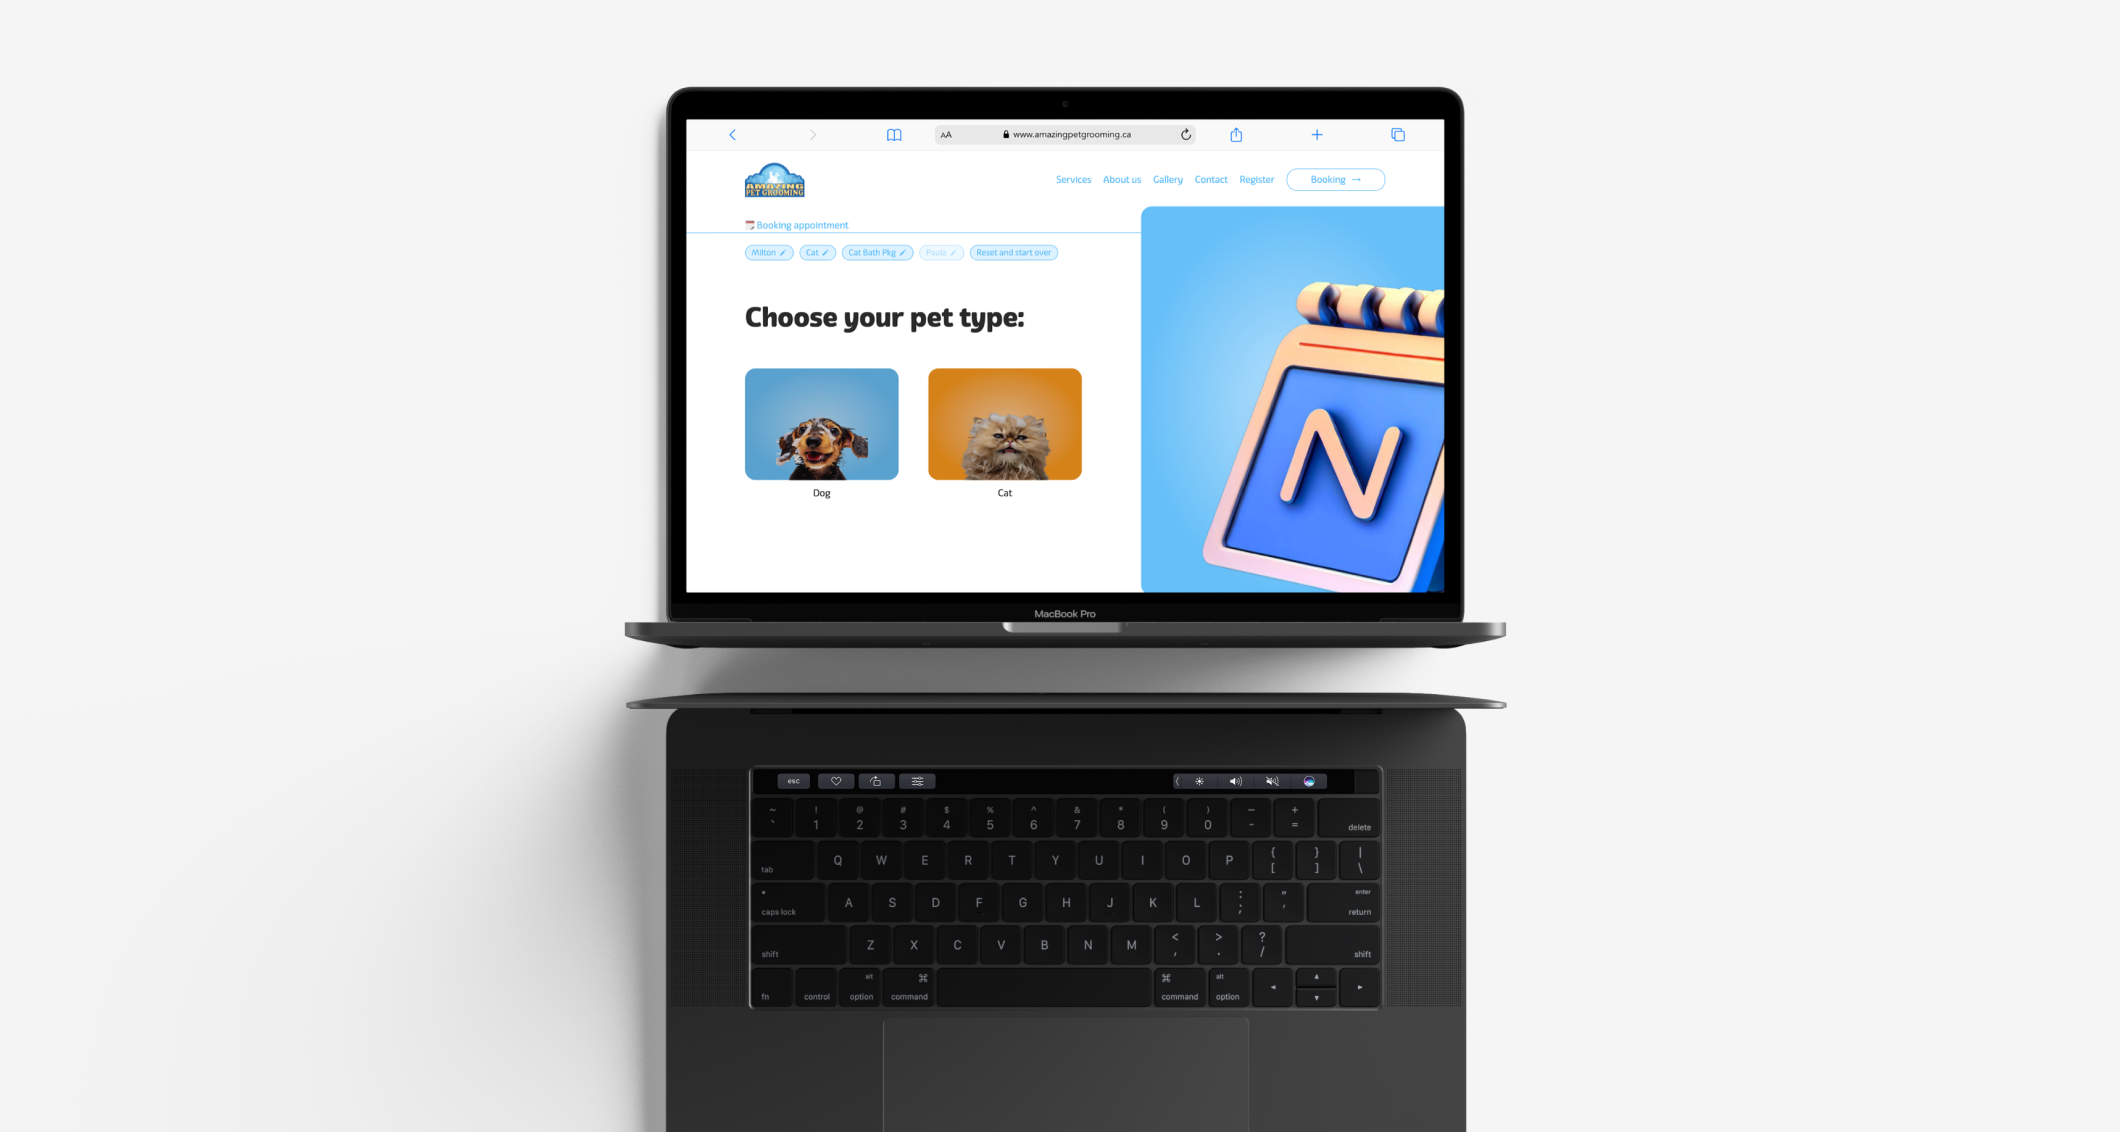 AA www.amazingpetgrooming.ca
AMAZING
PET GROOMING
Services About us Gallery Contact Register Booking →
Booking appointment
Milton Cat Cat Bath Pkg Paula Reset and start over
Choose your pet type:
N
Dog Cat
MacBook Pro
esc
~ ! @ # $ % ^ & * ( ) — +
` 1 2 3 4 5 6 7 8 9 0 - = delete
tab Q W E R T Y U I O P { [ } ] | \
caps lock A S D F G H J K L : ; " ' enter return
shift Z X C V B N M < , > . ? / shift
fn control alt option ⌘ command ⌘ command alt option ◂ ▴ ▾ ▸